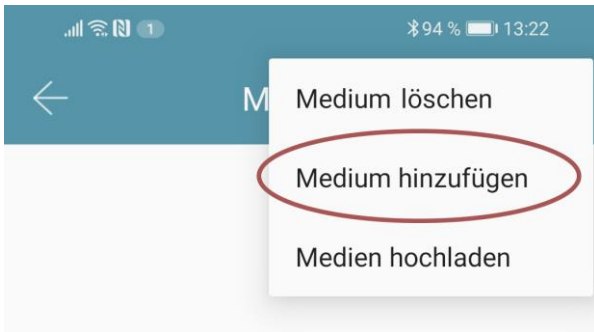 1 94 % 13:22
M
Medium löschen
Medium hinzufügen
Medien hochladen